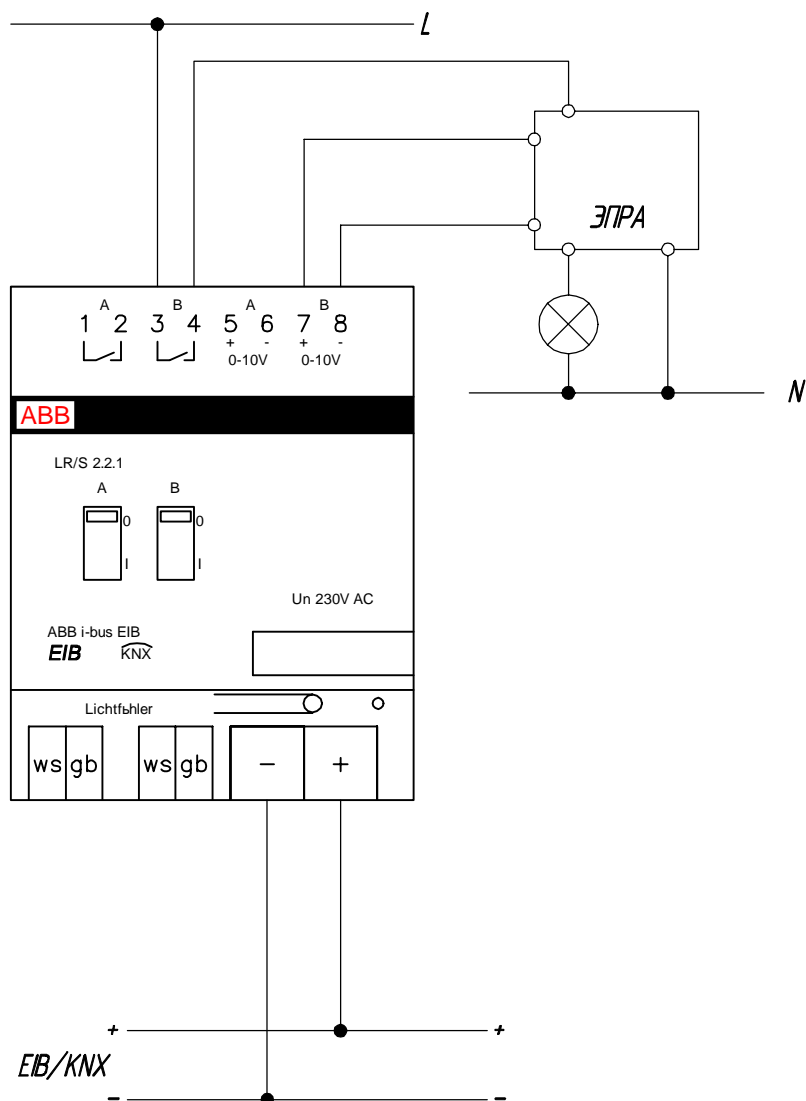 L
ЭПРА
A B A B
1 2 3 4 5 6 7 8
+ - + -
0-10V 0-10V
N
ABB
LR/S 2.2.1
A B
0 0
I I
Un 230V AC
ABB i-bus EIB
EIB KNX
Lichtfьhler
ws gb ws gb - +
+ +
EIB/KNX
- -